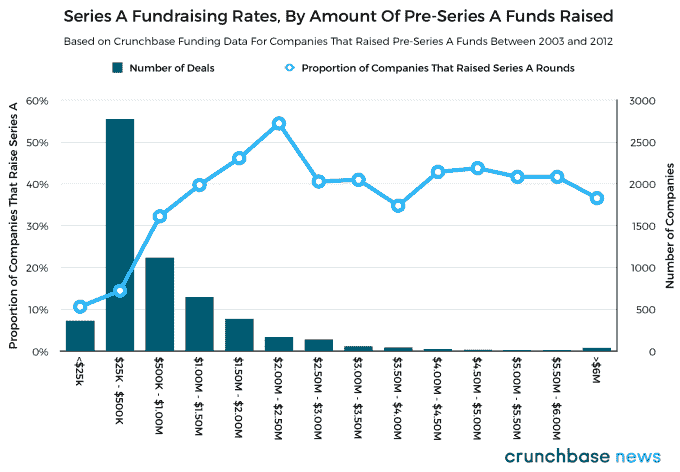 Series A Fundraising Rates, By Amount Of Pre-Series A Funds Raised
Based on Crunchbase Funding Data For Companies That Raised Pre-Series A Funds Between 2003 and 2012
Number of Deals
Proportion of Companies That Raised Series A Rounds
Proportion of Companies That Raise Series A
60%
50%
40%
30%
20%
10%
0%
3000
2500
2000
1500
1000
500
0
Number of Companies
<$25k
$25K - $500K
$500K - $1.00M
$1.00M - $1.50M
$1.50M - $2.00M
$2.00M - $2.50M
$2.50M - $3.00M
$3.00M - $3.50M
$3.50M - $4.00M
$4.00M - $4.50M
$4.50M - $5.00M
$5.00M - $5.50M
$5.50M - $6.00M
>$6M
crunchbase news